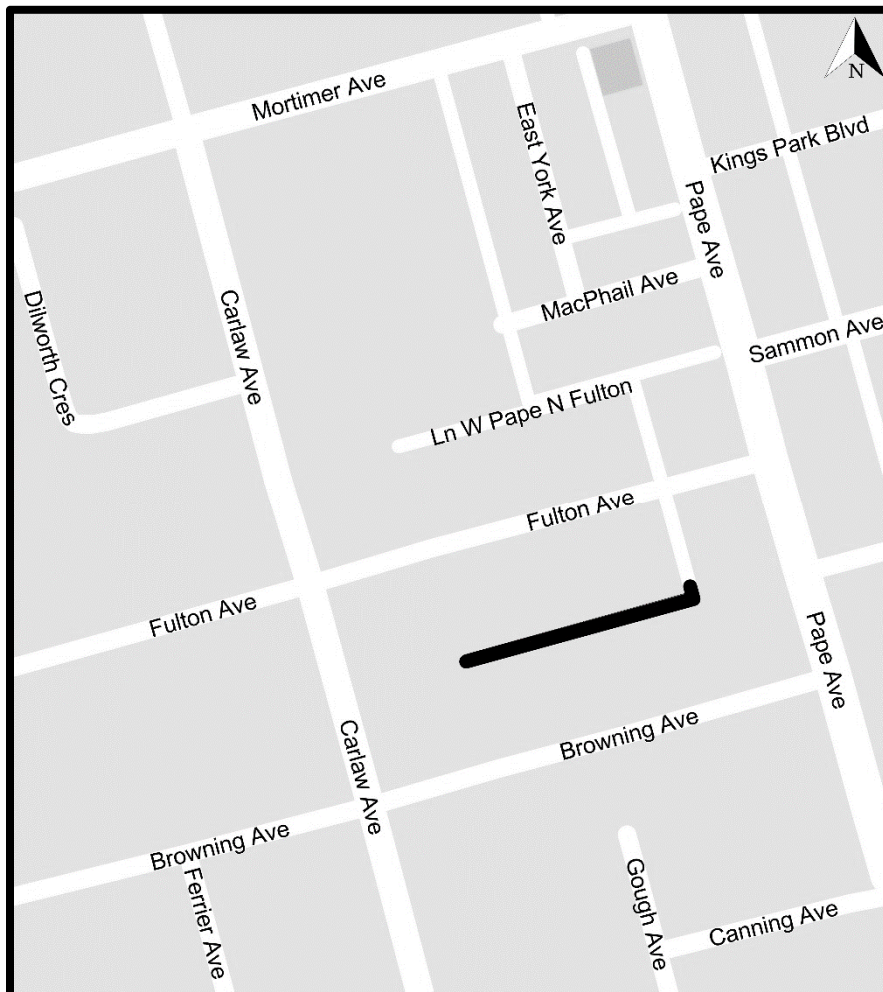 Mortimer Ave
N
East York Ave
Kings Park Blvd
Pape Ave
MacPhail Ave
Dilworth Cres
Carlaw Ave
Sammon Ave
Ln W Pape N Fulton
Fulton Ave
Fulton Ave
Pape Ave
Browning Ave
Carlaw Ave
Browning Ave
Ferrier Ave
Gough Ave
Canning Ave